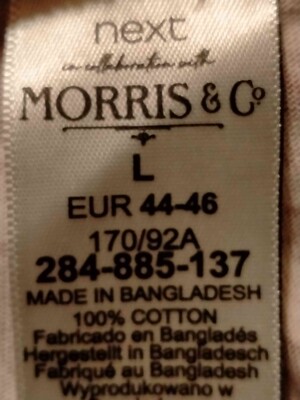 next
in collaboration with
MORRIS & Co.
L
EUR 44-46
170/92A
284-885-137
MADE IN BANGLADESH
100% COTTON
Fabricado en Bangladés
Hergestellt in Bangladesch
Fabriqué au Bangladesh
Wyprodukowano w